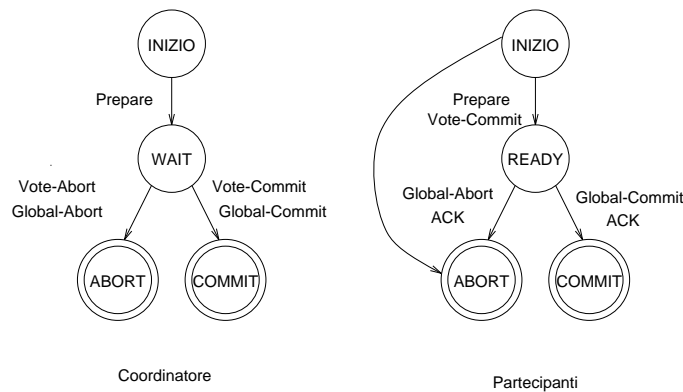 INIZIO
Prepare
WAIT
Vote-Abort
Global-Abort
Vote-Commit
Global-Commit
ABORT
COMMIT
Coordinatore
INIZIO
Prepare
Vote-Commit
READY
Global-Abort
ACK
Global-Commit
ACK
ABORT
COMMIT
Partecipanti